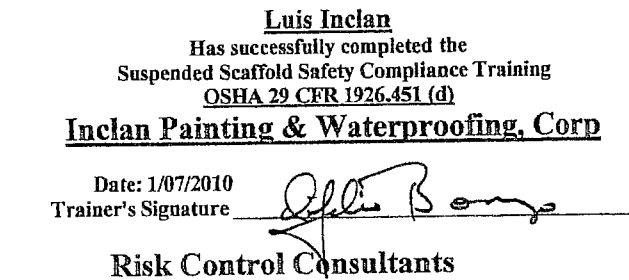 Luis Inclan
Has successfully completed the
Suspended Scaffold Safety Compliance Training
OSHA 29 CFR 1926.451 (d)
Inclan Painting & Waterproofing, Corp
Date: 1/07/2010
Trainer's Signature
Risk Control Consultants